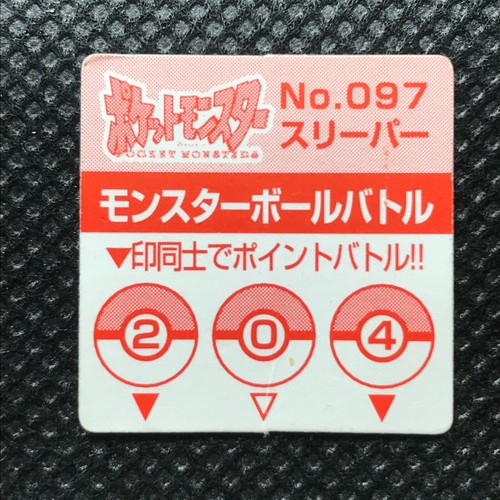 ポケットモンスター
POCKET MONSTERS
No.097
スリーパー
モンスターボールバトル
▼印同士でポイントバトル!!
2 0 4